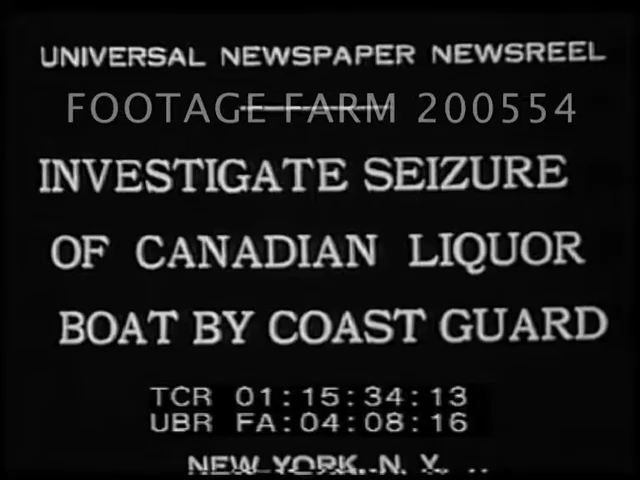 UNIVERSAL NEWSPAPER NEWSREEL
FOOTAGE FARM 200554
INVESTIGATE SEIZURE
OF CANADIAN LIQUOR
BOAT BY COAST GUARD
TCR 01:15:34:13
UBR FA:04:08:16
NEW YORK, N. Y. ..